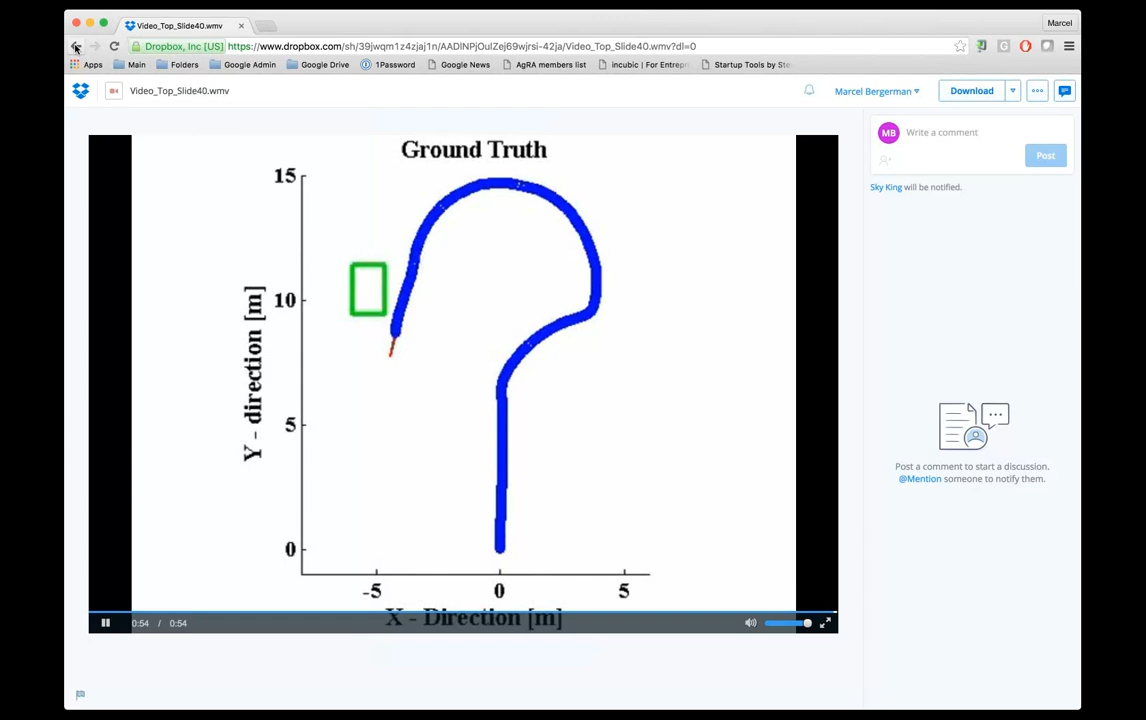 Video_Top_Slide40.wmv
Marcel
Dropbox, Inc [US] https://www.dropbox.com/sh/39jwqm1z4zjaj1n/AADINPJOulZej69wjrsi-42ja/Video_Top_Slide40.wmv?dl=0
Apps Main Folders Google Admin Google Drive 1Password Google News AgRA members list incubic | For Entrepr Startup Tools by Ste
Video_Top_Slide40.wmv
Marcel Bergerman
Download
MB Write a comment
Post
Sky King will be notified.
Ground Truth
15
10
5
0
Y - direction [m]
-5 0 5
X - Direction [m]
0:54 / 0:54
Post a comment to start a discussion.
@Mention someone to notify them.